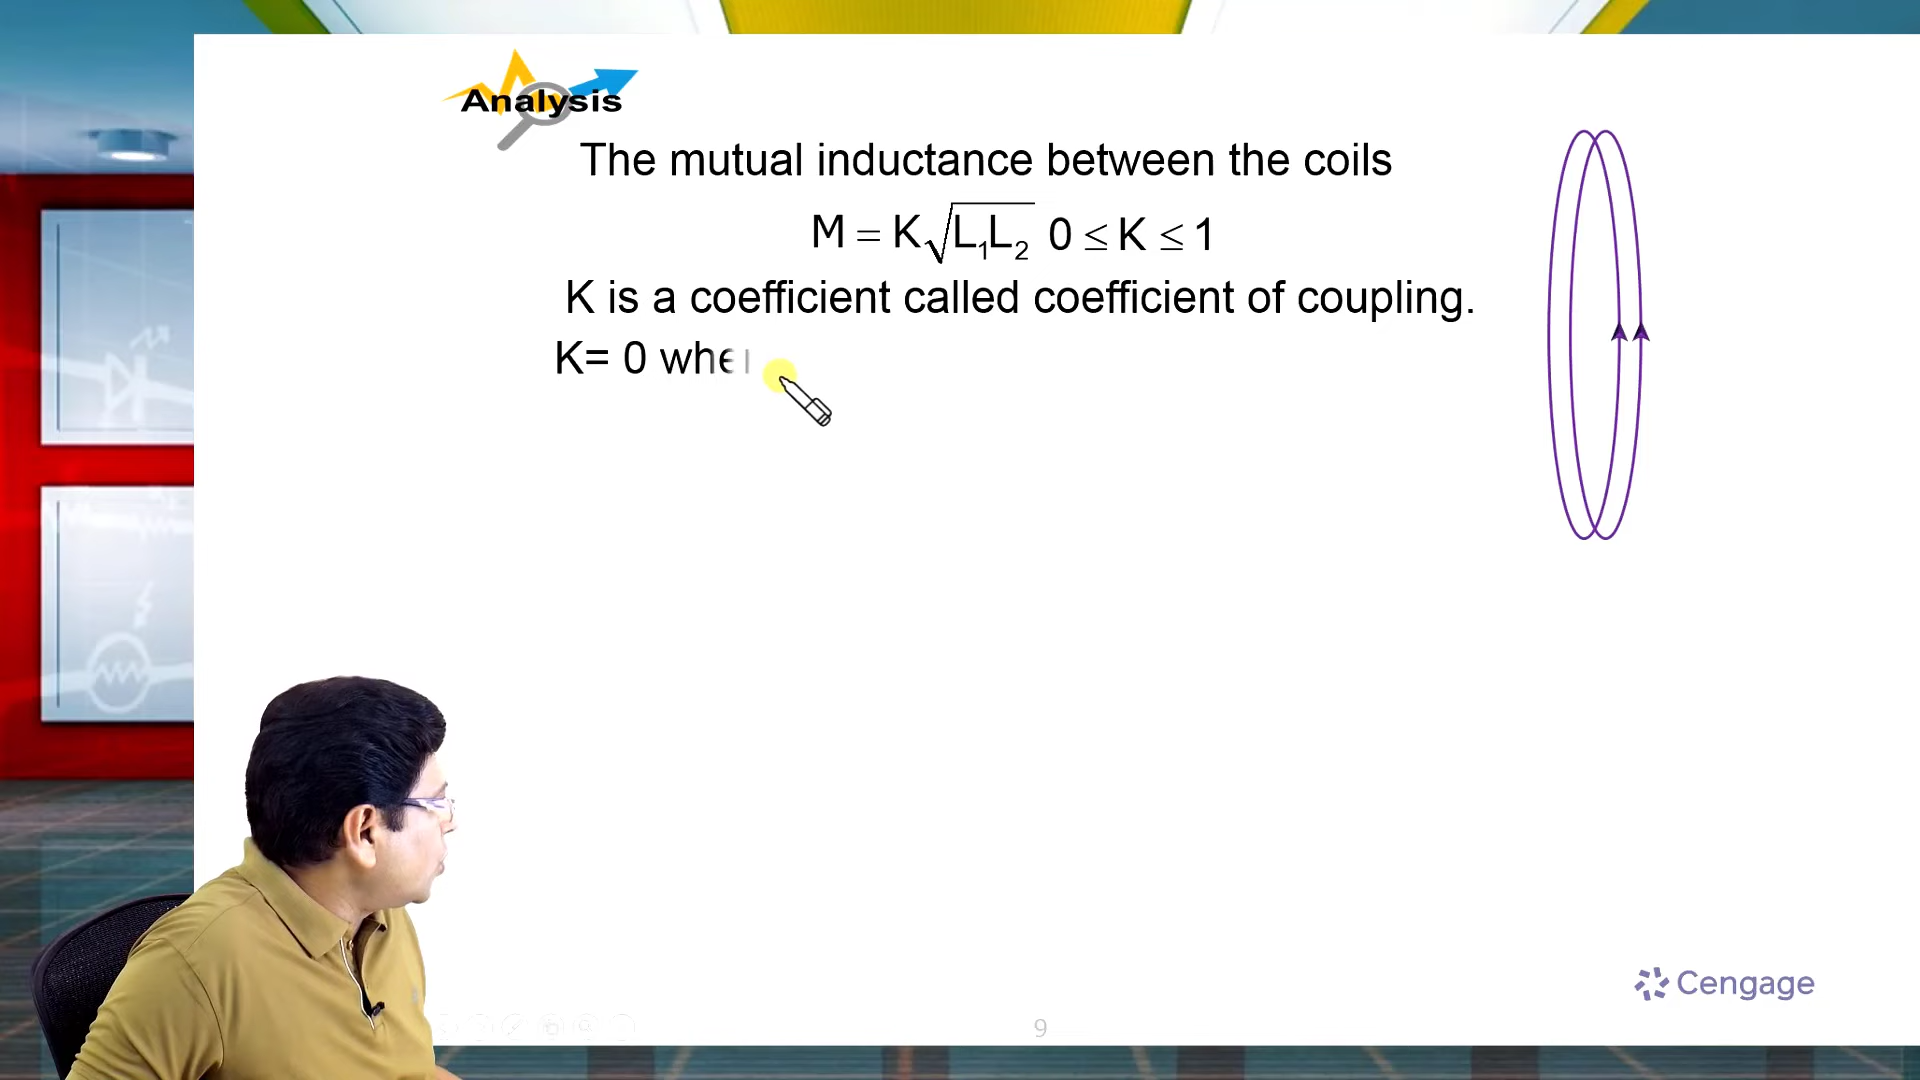 Analysis
The mutual inductance between the coils
M = K√L₁L₂ 0 ≤ K ≤ 1
K is a coefficient called coefficient of coupling.
K= 0 when
Cengage
9